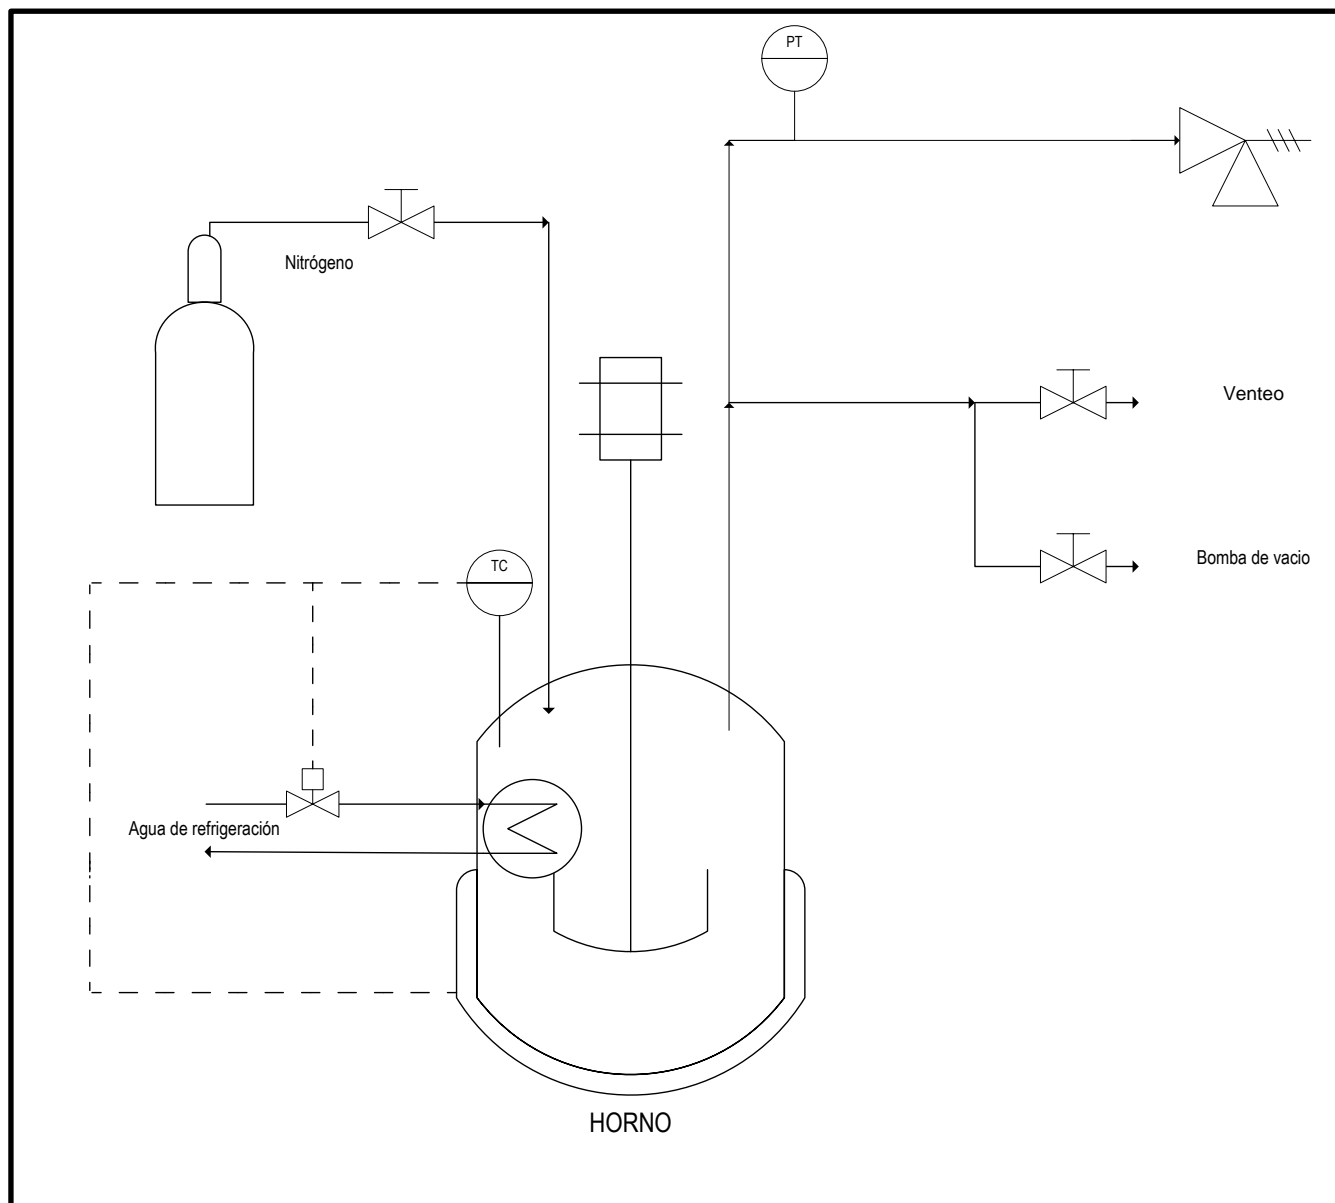 PT
Nitrógeno
Venteo
TC
Bomba de vacio
Agua de refrigeración
HORNO